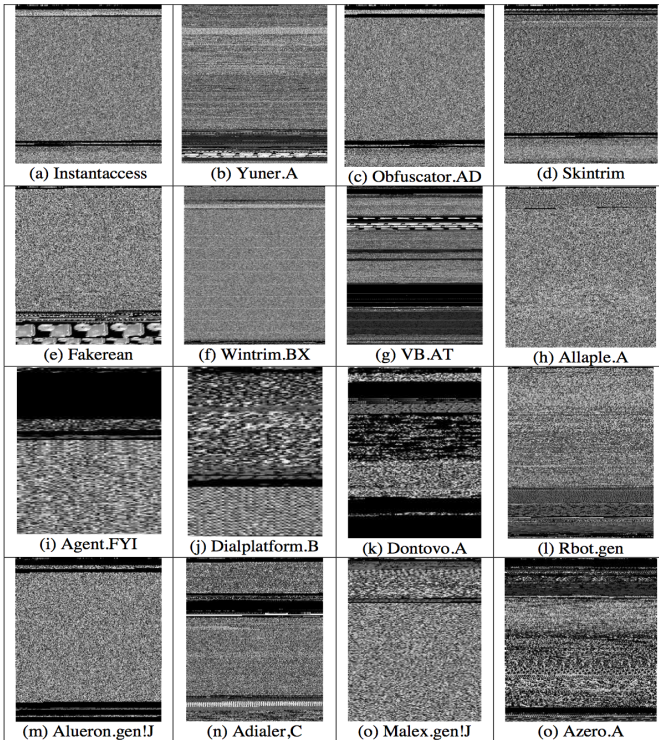 (a) Instantaccess
(b) Yuner.A
(c) Obfuscator.AD
(d) Skintrim
(e) Fakerean
(f) Wintrim.BX
(g) VB.AT
(h) Allaple.A
(i) Agent.FYI
(j) Dialplatform.B
(k) Dontovo.A
(l) Rbot.gen
(m) Alueron.gen!J
(n) Adialer,C
(o) Malex.gen!J
(o) Azero.A